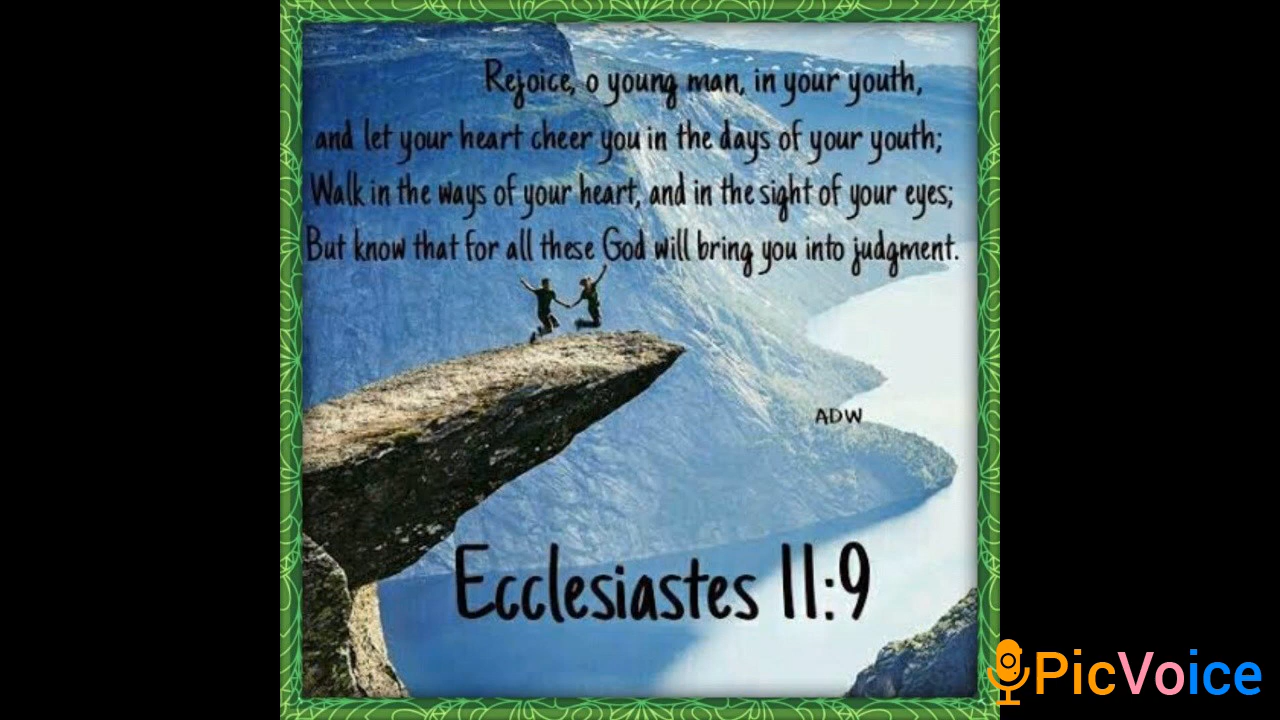 Rejoice, o young man, in your youth,
and let your heart cheer you in the days of your youth;
Walk in the ways of your heart, and in the sight of your eyes;
But know that for all these God will bring you into judgment.
ADW
Ecclesiastes 11:9
PicVoice